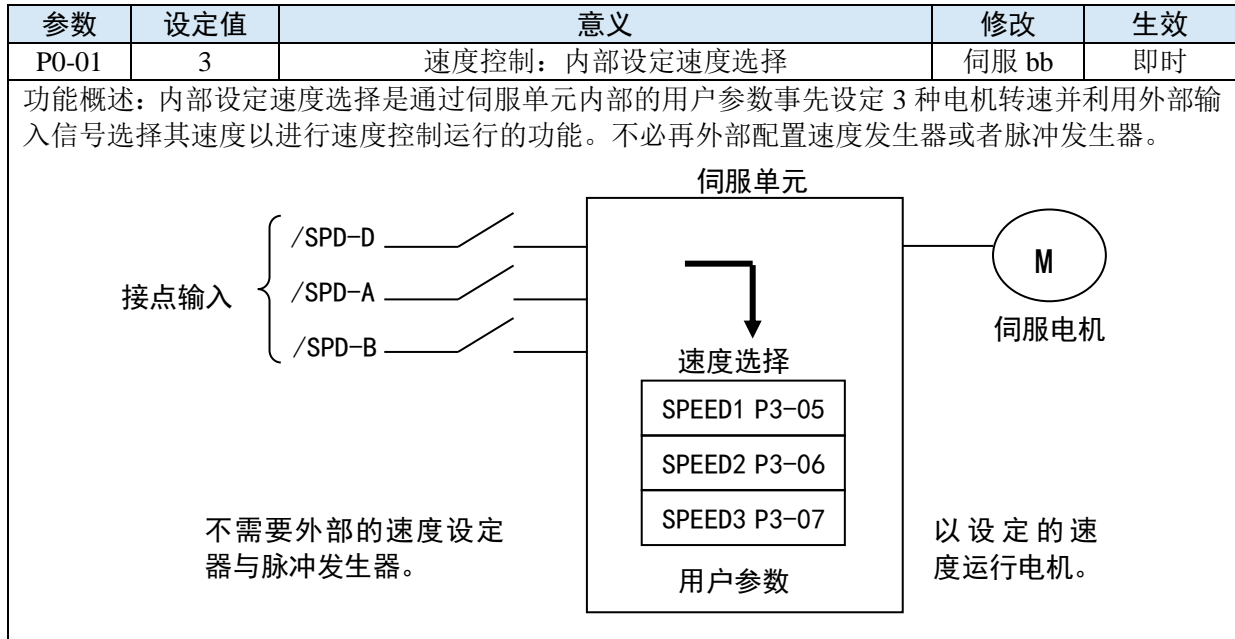 参数 设定值 意义 修改 生效
P0-01 3 速度控制：内部设定速度选择 伺服 bb 即时
功能概述：内部设定速度选择是通过伺服单元内部的用户参数事先设定 3 种电机转速并利用外部输
入信号选择其速度以进行速度控制运行的功能。不必再外部配置速度发生器或者脉冲发生器。
伺服单元
/SPD-D
接点输入
/SPD-A
/SPD-B
M
伺服电机
速度选择
SPEED1 P3-05
SPEED2 P3-06
SPEED3 P3-07
用户参数
不需要外部的速度设定
器与脉冲发生器。
以设定的速
度运行电机。